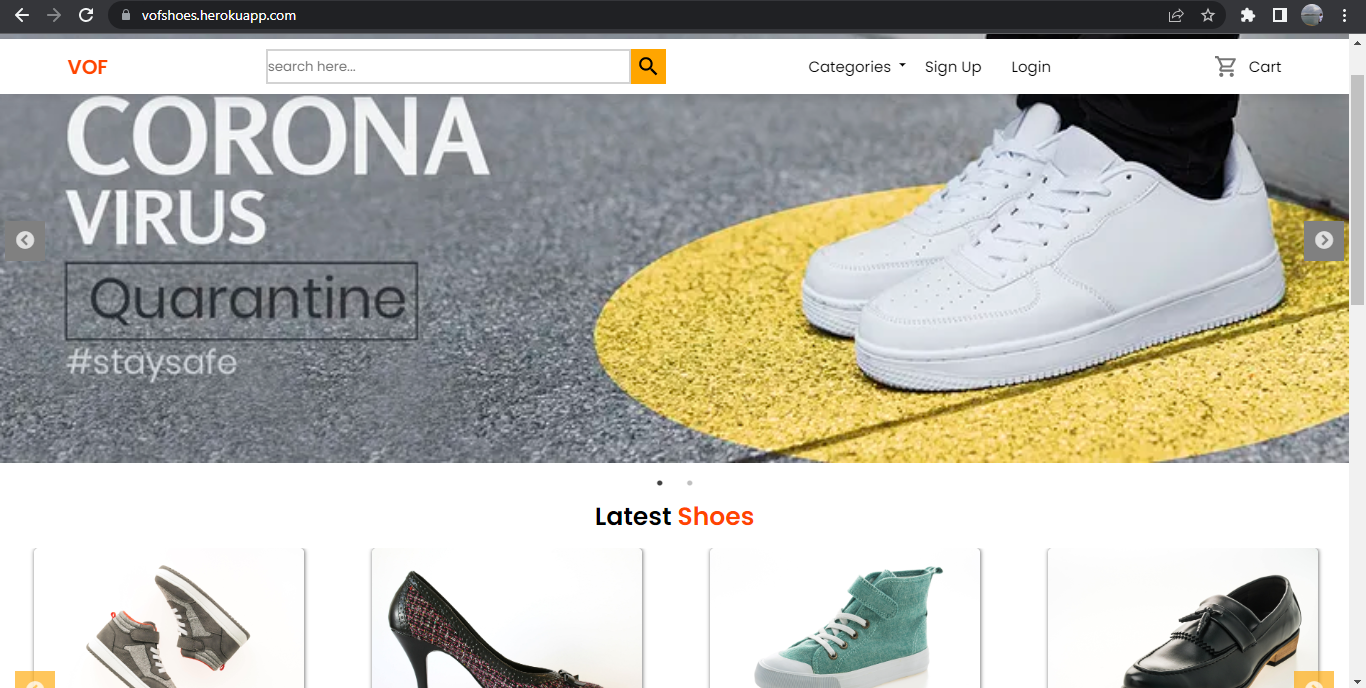 vofshoes.herokuapp.com
VOF
search here...
Categories
Sign Up
Login
Cart
CORONA
VIRUS
Quarantine
#staysafe
Latest Shoes